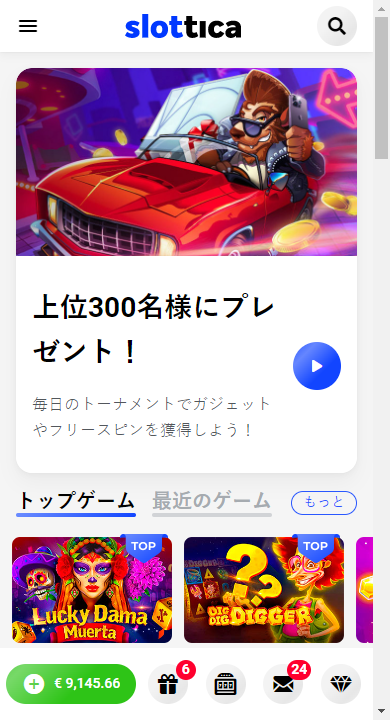 slottica
上位300名様にプレ
ゼント！
毎日のトーナメントでガジェット
やフリースピンを獲得しよう！
トップゲーム 最近のゲーム もっと
TOP TOP
Lucky Dama
Muerta
DIG
DIG DIGGER
€ 9,145.66 6 24